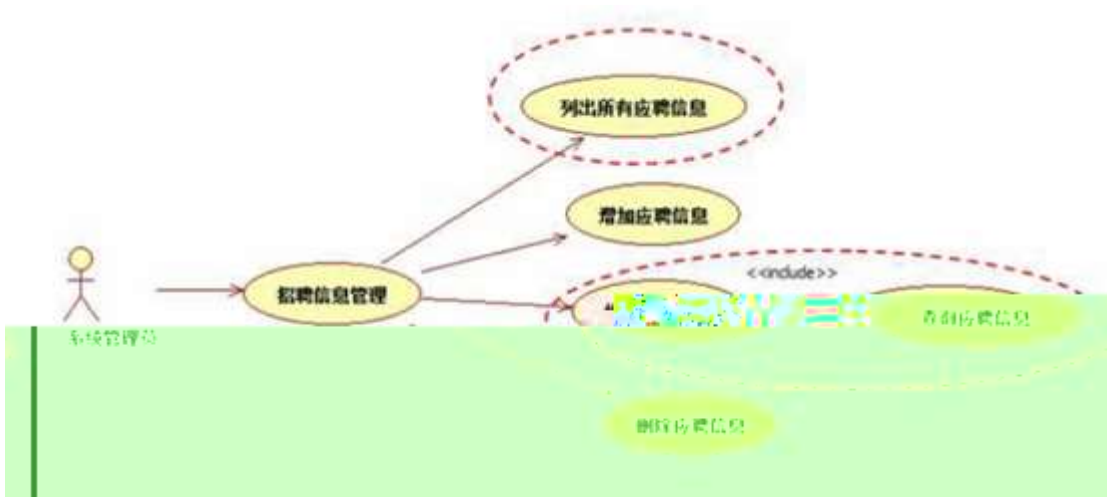 列出所有应聘信息
增加应聘信息
<<include>>
招聘信息管理
查询应聘信息
系统管理员
删除应聘信息